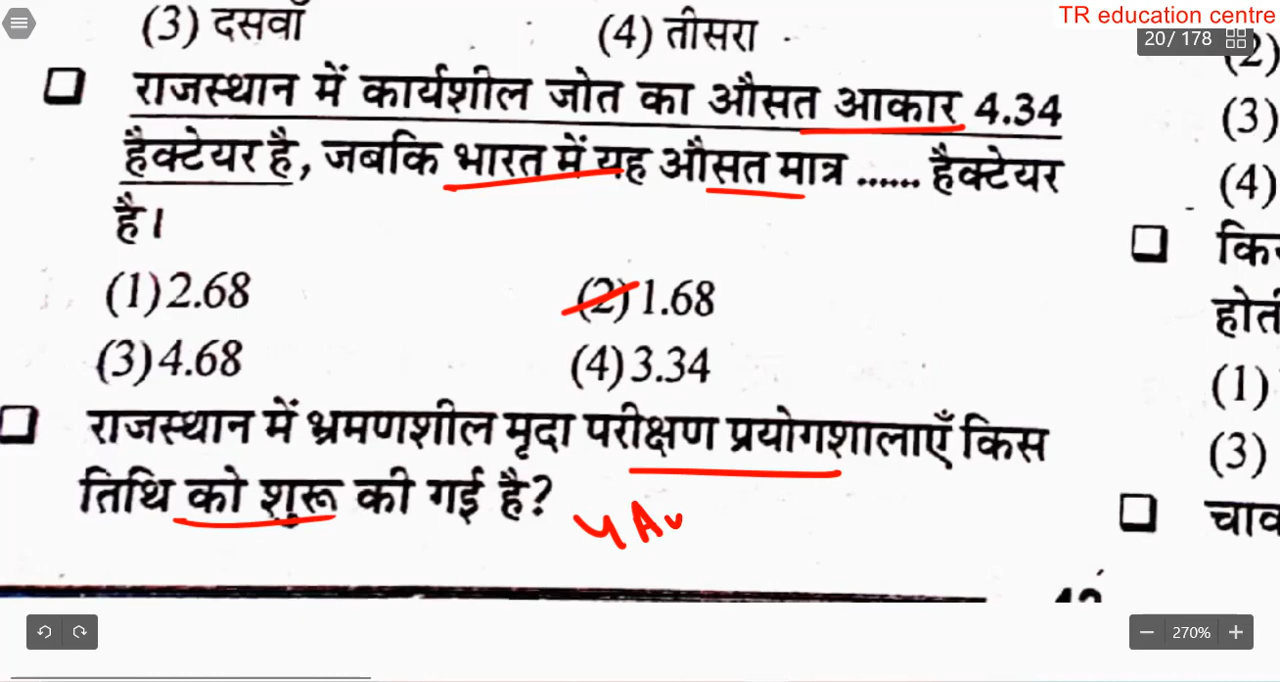 TR education centre
20 / 178
(3) दसवाँ
(4) तीसरा
राजस्थान में कार्यशील जोत का औसत आकार 4.34
हैक्टेयर है, जबकि भारत में यह औसत मात्र ...... हैक्टेयर
है।
(1) 2.68
(2) 1.68
(3) 4.68
(4) 3.34
राजस्थान में भ्रमणशील मृदा परीक्षण प्रयोगशालाएँ किस
तिथि को शुरू की गई है?
(2)
(3)
(4)
होती
(1)
(3)
270%